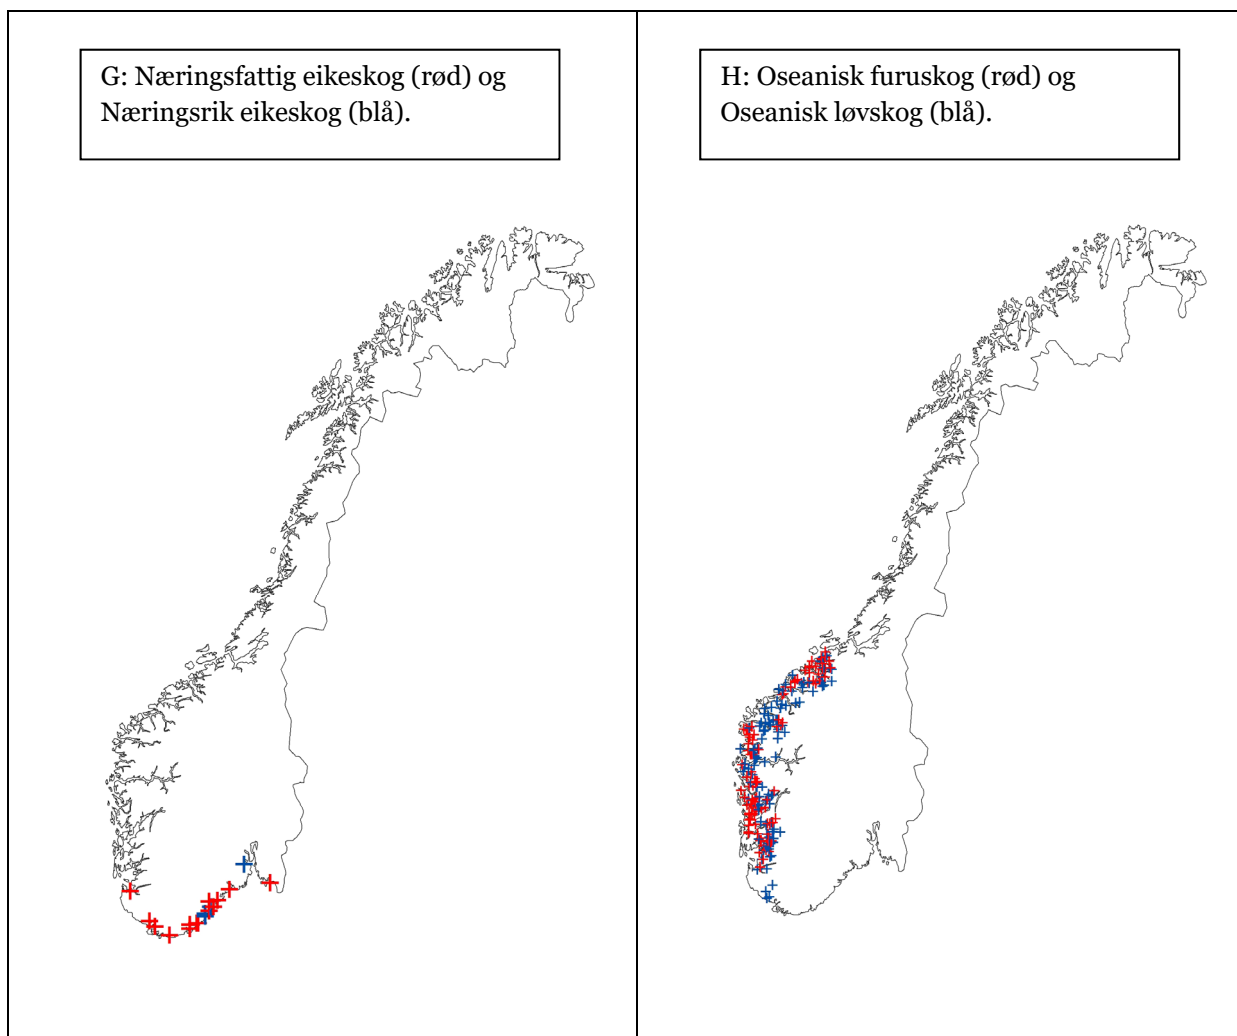 G: Næringsfattig eikeskog (rød) og
Næringsrik eikeskog (blå).
H: Oseanisk furuskog (rød) og
Oseanisk løvskog (blå).